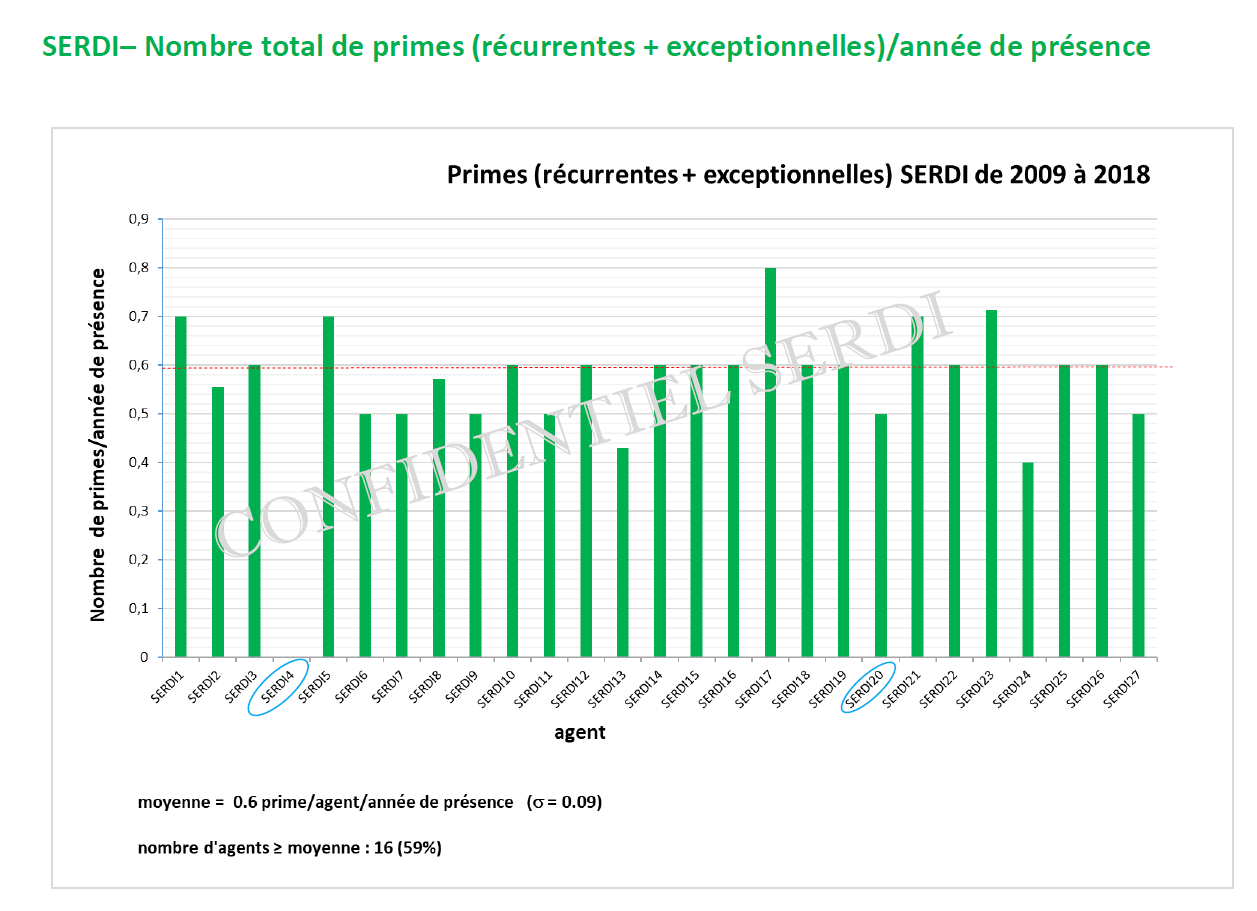 SERDI– Nombre total de primes (récurrentes + exceptionnelles)/année de présence
Primes (récurrentes + exceptionnelles) SERDI de 2009 à 2018
Nombre de primes/année de présence
0,9
0,8
0,7
0,6
0,5
0,4
0,3
0,2
0,1
0
CONFIDENTIEL SERDI
SERDI1 SERDI2 SERDI3 SERDI4 SERDI5 SERDI6 SERDI7 SERDI8 SERDI9 SERDI10 SERDI11 SERDI12 SERDI13 SERDI14 SERDI15 SERDI16 SERDI17 SERDI18 SERDI19 SERDI20 SERDI21 SERDI22 SERDI23 SERDI24 SERDI25 SERDI26 SERDI27
agent
moyenne = 0.6 prime/agent/année de présence (σ = 0.09)
nombre d'agents ≥ moyenne : 16 (59%)